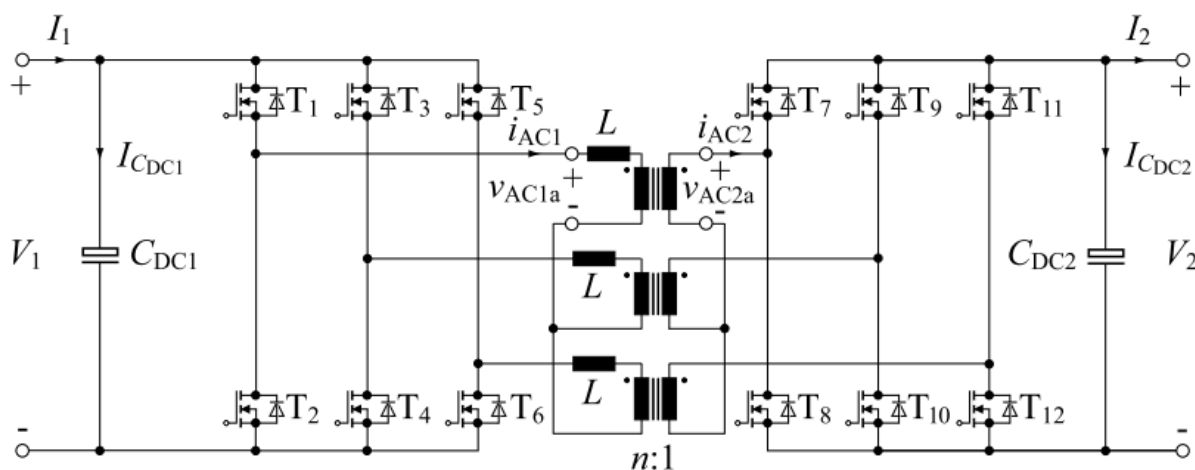 I1 I2
+ T1 T3 T5 T7 T9 T11 +
iAC1 L iAC2
ICDC1 + + ICDC2
vAC1a vAC2a
- -
V1 CDC1 L CDC2 V2
L
T2 T4 T6 T8 T10 T12
- n:1 -